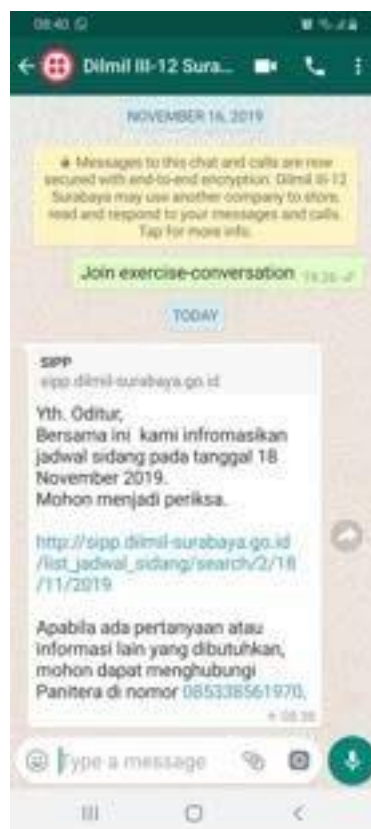 08:40
Dilmil III-12 Sura...
NOVEMBER 16, 2019
Messages to this chat and calls are now
secured with end-to-end encryption. Dilmil III-12
Surabaya may use another company to store,
read and respond to your messages and calls.
Tap for more info.
Join exercise-conversation
TODAY
SIPP
sipp.dilmil-surabaya.go.id
Yth. Oditur,
Bersama ini kami infromasikan
jadwal sidang pada tanggal 18
November 2019.
Mohon menjadi periksa.
http://sipp.dilmil-surabaya.go.id
/list_jadwal_sidang/search/2/18
/11/2019
Apabila ada pertanyaan atau
informasi lain yang dibutuhkan,
mohon dapat menghubungi
Panitera di nomor 085338561970,
08:38
Type a message